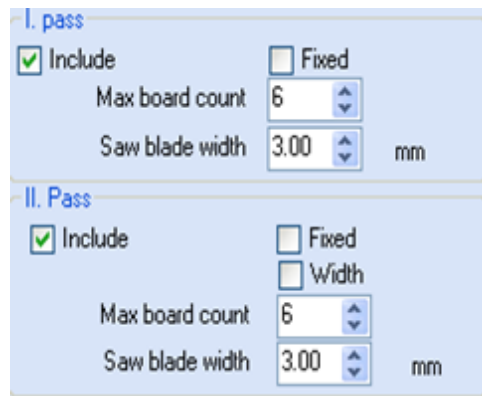 I. pass
Include Fixed
Max board count 6
Saw blade width 3.00 mm
II. Pass
Include Fixed
Width
Max board count 6
Saw blade width 3.00 mm